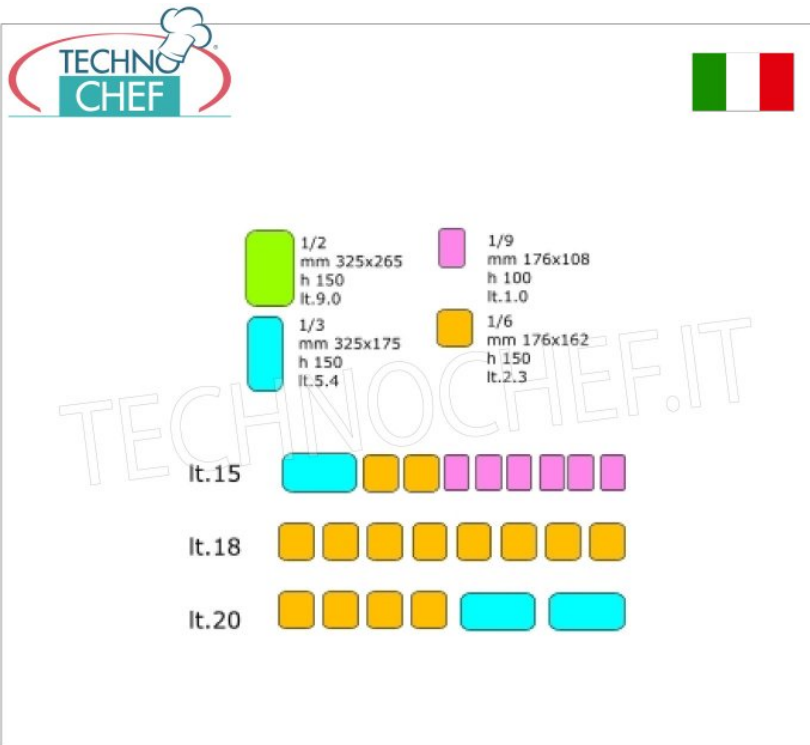 TECHNO
CHEF
1/2
mm 325x265
h 150
lt.9.0
1/3
mm 325x175
h 150
lt.5.4
1/9
mm 176x108
h 100
lt.1.0
1/6
mm 176x162
h 150
lt.2.3
TECHNOCHEF.IT
lt.15
lt.18
lt.20